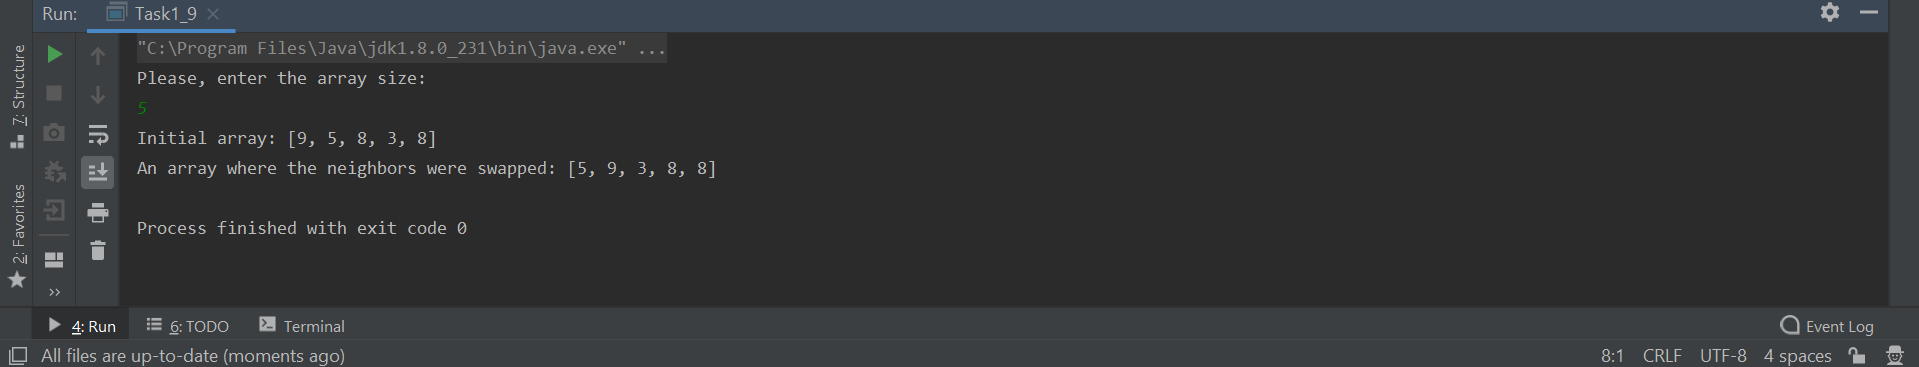 Run: Task1_9
7: Structure
2: Favorites
"C:\Program Files\Java\jdk1.8.0_231\bin\java.exe" ...
Please, enter the array size:
5
Initial array: [9, 5, 8, 3, 8]
An array where the neighbors were swapped: [5, 9, 3, 8, 8]
Process finished with exit code 0
4: Run 6: TODO Terminal Event Log
All files are up-to-date (moments ago) 8:1 CRLF UTF-8 4 spaces